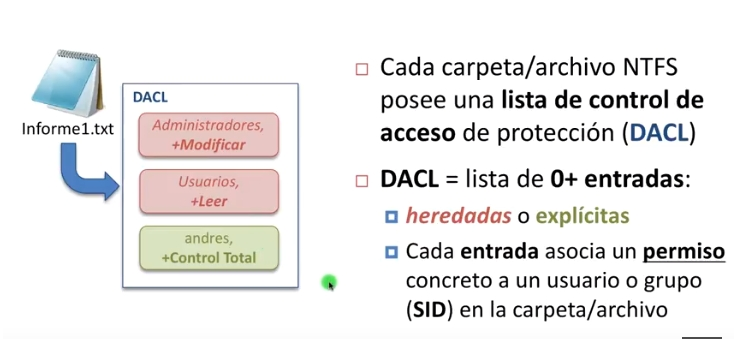 Informe1.txt
DACL
Administradores,
+Modificar
Usuarios,
+Leer
andres,
+Control Total
Cada carpeta/archivo NTFS
posee una lista de control de
acceso de protección (DACL)
DACL = lista de 0+ entradas:
heredadas o explícitas
Cada entrada asocia un permiso
concreto a un usuario o grupo
(SID) en la carpeta/archivo